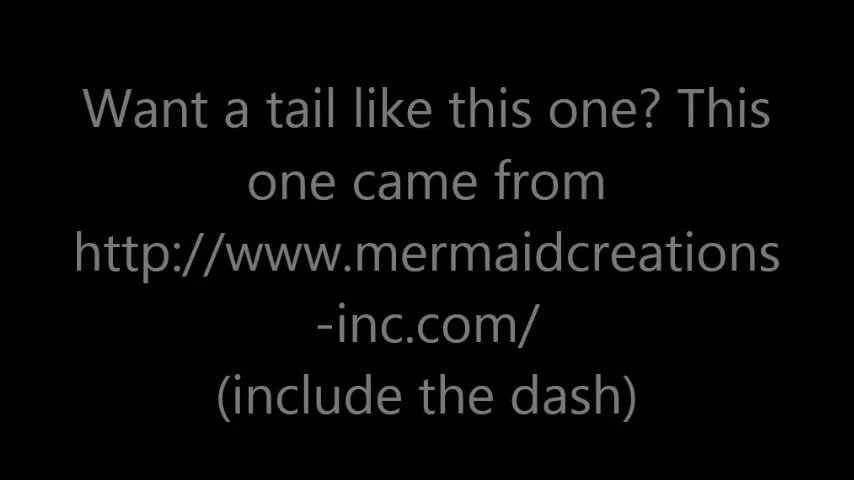 Want a tail like this one? This
one came from
http://www.mermaidcreations
-inc.com/
(include the dash)